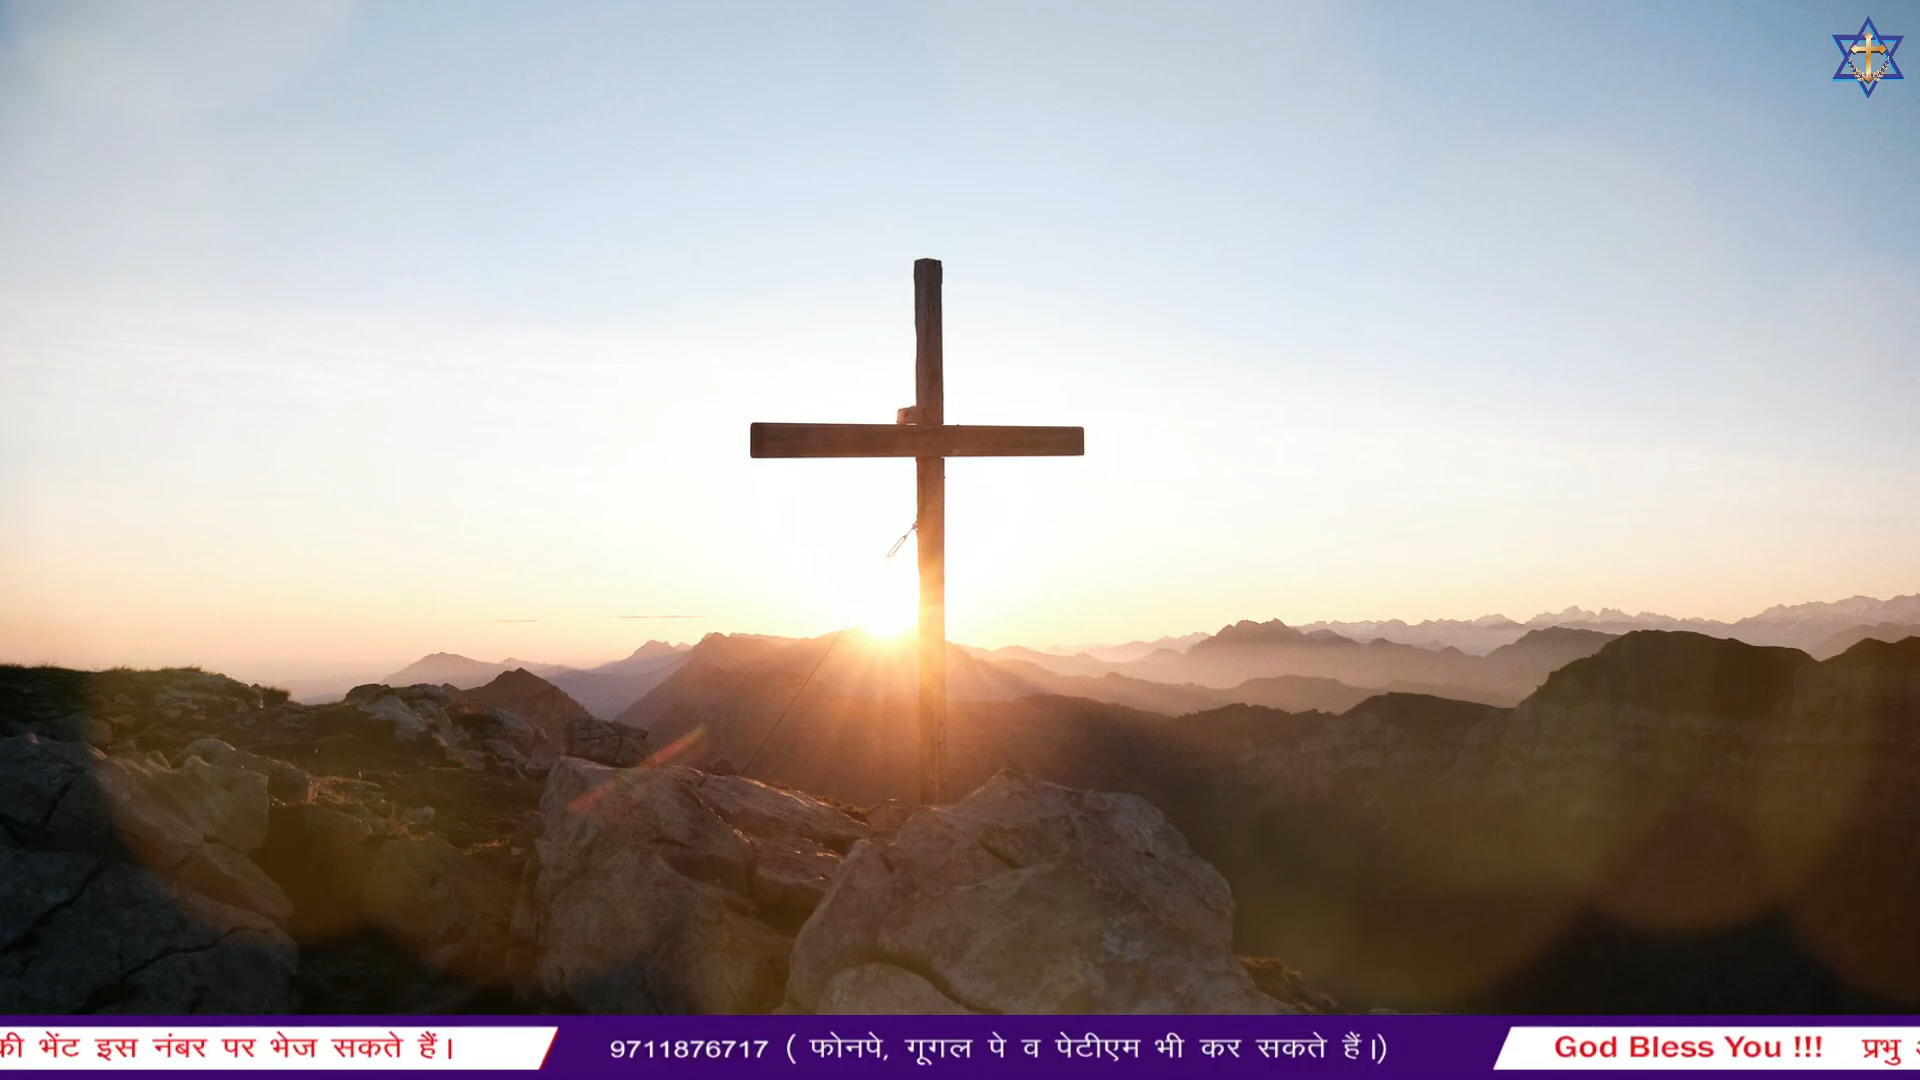 की भेंट इस नंबर पर भेज सकते हैं। 9711876717 ( फोनपे, गूगल पे व पेटीएम भी कर सकते हैं।) God Bless You !!! प्रभु